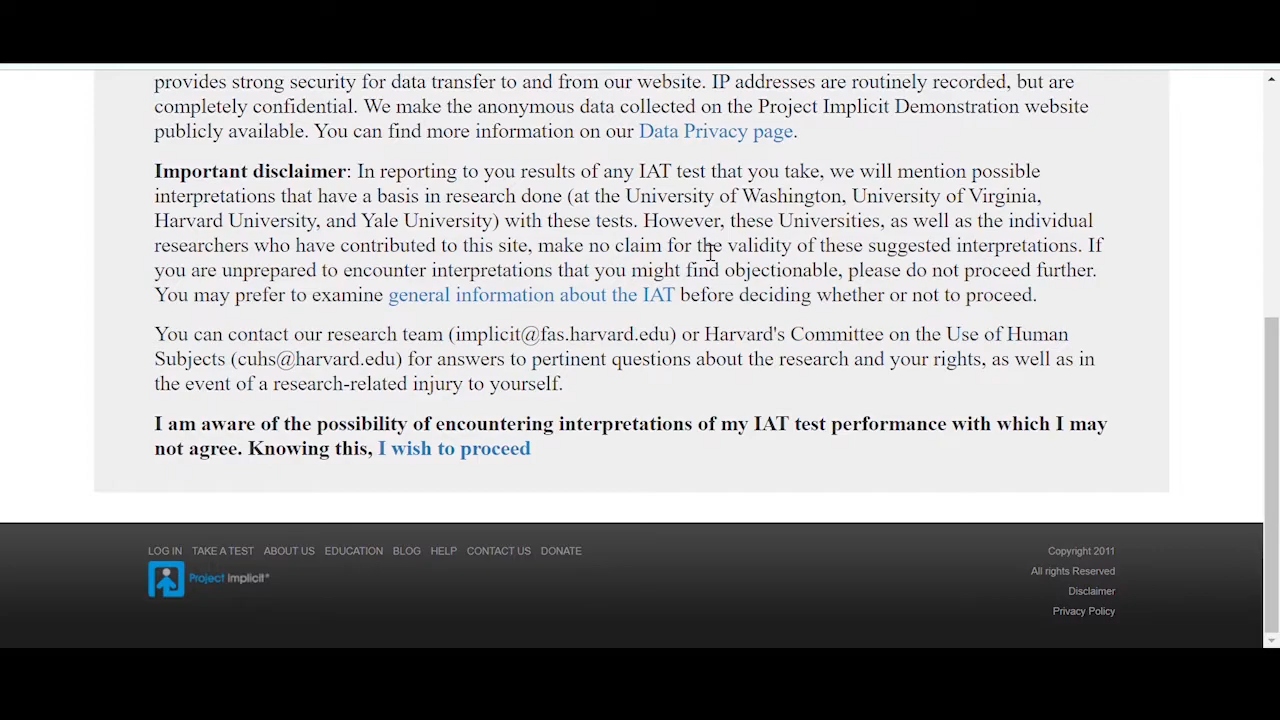 provides strong security for data transfer to and from our website. IP addresses are routinely recorded, but are
completely confidential. We make the anonymous data collected on the Project Implicit Demonstration website
publicly available. You can find more information on our Data Privacy page.
Important disclaimer: In reporting to you results of any IAT test that you take, we will mention possible
interpretations that have a basis in research done (at the University of Washington, University of Virginia,
Harvard University, and Yale University) with these tests. However, these Universities, as well as the individual
researchers who have contributed to this site, make no claim for the validity of these suggested interpretations. If
you are unprepared to encounter interpretations that you might find objectionable, please do not proceed further.
You may prefer to examine general information about the IAT before deciding whether or not to proceed.
You can contact our research team (implicit@fas.harvard.edu) or Harvard's Committee on the Use of Human
Subjects (cuhs@harvard.edu) for answers to pertinent questions about the research and your rights, as well as in
the event of a research-related injury to yourself.
I am aware of the possibility of encountering interpretations of my IAT test performance with which I may
not agree. Knowing this, I wish to proceed
LOG IN TAKE A TEST ABOUT US EDUCATION BLOG HELP CONTACT US DONATE
Project Implicit®
Copyright 2011
All rights Reserved
Disclaimer
Privacy Policy